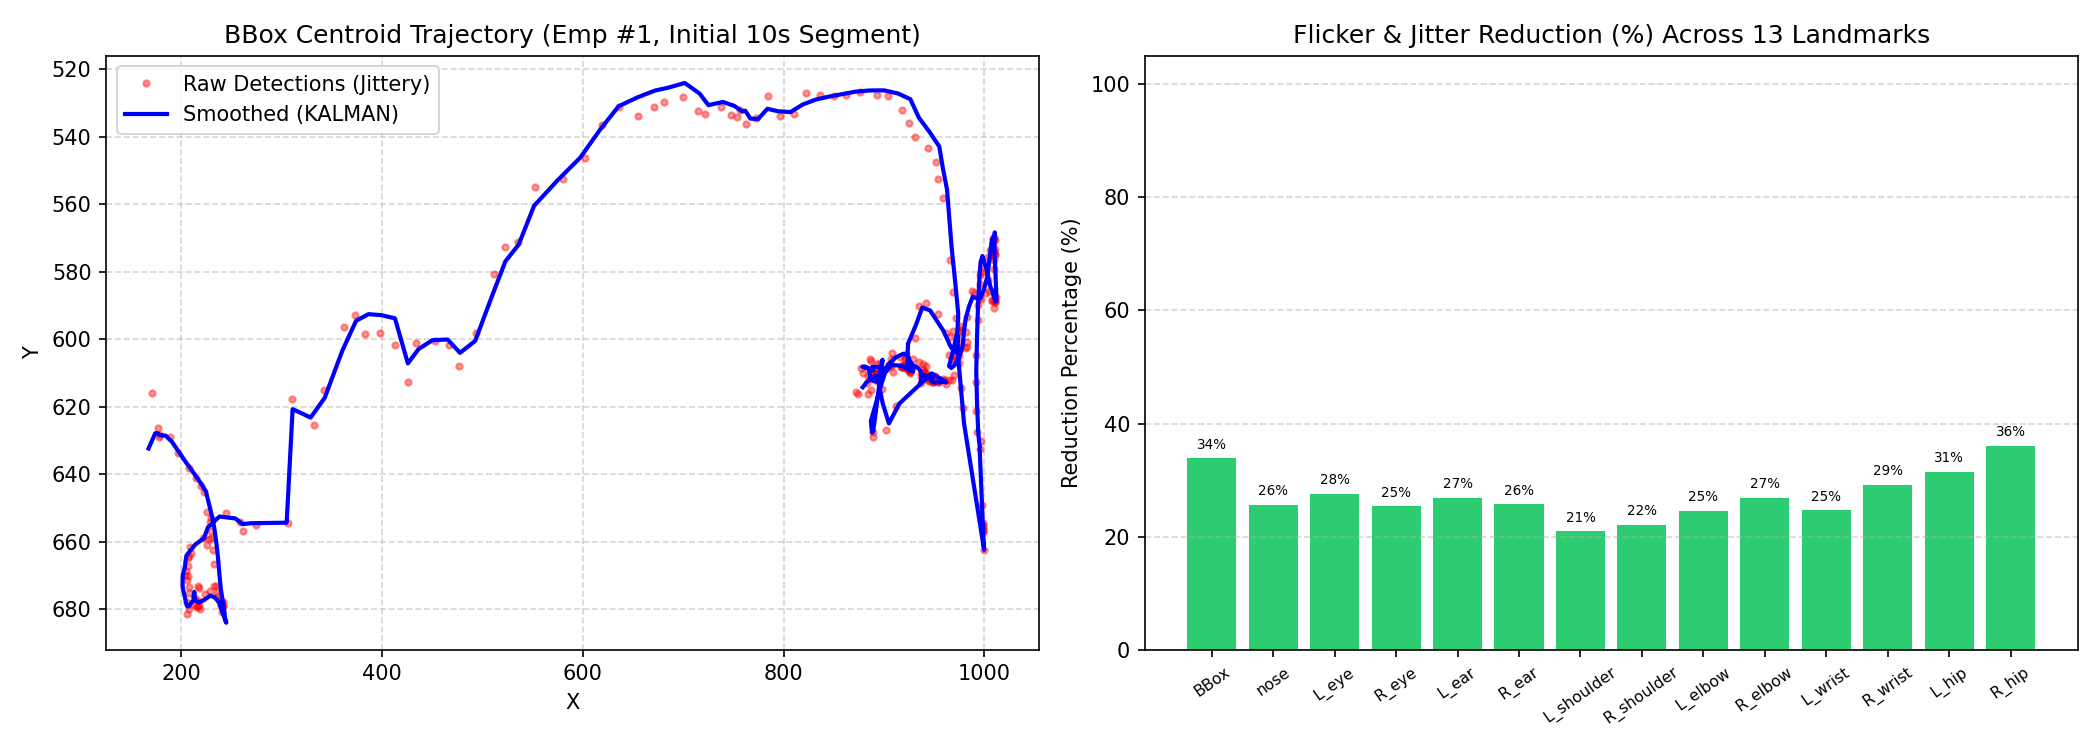 BBox Centroid Trajectory (Emp #1, Initial 10s Segment)
Raw Detections (Jittery)
Smoothed (KALMAN)
Y
520
540
560
580
600
620
640
660
680
200 400 600 800 1000
X
Flicker & Jitter Reduction (%) Across 13 Landmarks
Reduction Percentage (%)
100
80
60
40
20
0
34% 26% 28% 25% 27% 26% 21% 22% 25% 27% 25% 29% 31% 36%
BBox nose L_eye R_eye L_ear R_ear L_shoulder R_shoulder L_elbow R_elbow L_wrist R_wrist L_hip R_hip